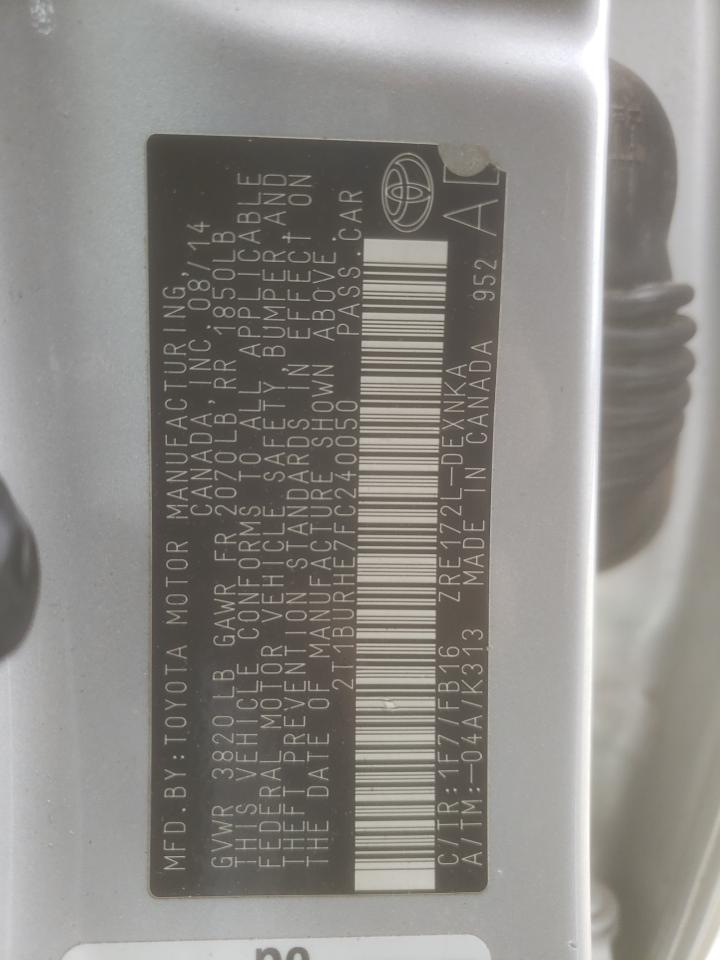 MFD.BY:TOYOTA MOTOR MANUFACTURING,
CANADA,INC. 08/14
GVWR 3820 LB GAWR FR 2070LB,RR 1850LB
THIS VEHICLE CONFORMS TO ALL APPLICABLE
FEDERAL MOTOR VEHICLE SAFETY,BUMPER,AND
THEFT PREVENTION STANDARDS IN EFFECT ON
THE DATE OF MANUFACTURE SHOWN ABOVE.
2T1BURHE7FC240050 PASS.CAR
C/TR:1F7/FB16 ZRE172L-DEXNKA
A/TM:-04A/K313 MADE IN CANADA 952